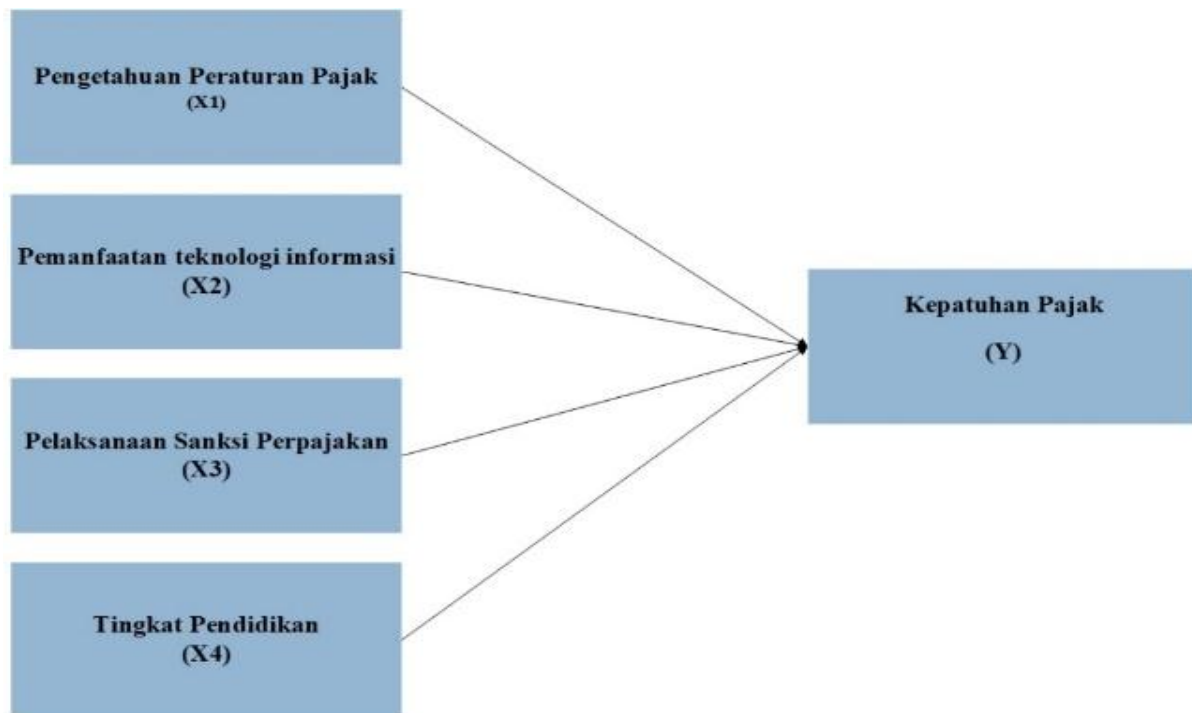 Pengetahuan Peraturan Pajak
(X1)
Pemanfaatan teknologi informasi
(X2)
Pelaksanaan Sanksi Perpajakan
(X3)
Tingkat Pendidikan
(X4)
Kepatuhan Pajak
(Y)